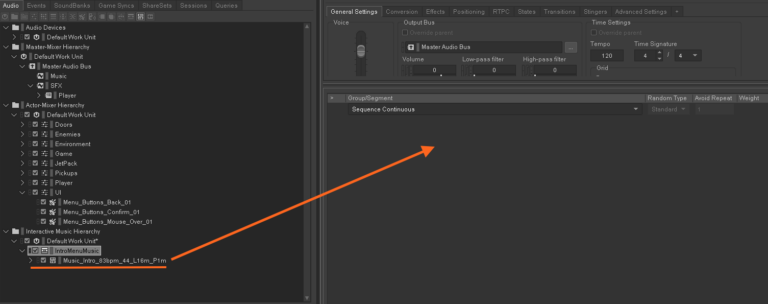 Audio Events SoundBanks Game Syncs ShareSets Sessions Queries
Audio Devices
Default Work Unit
Master-Mixer Hierarchy
Default Work Unit
Master Audio Bus
Music
SFX
Player
Actor-Mixer Hierarchy
Default Work Unit
Doors
Enemies
Environment
Game
JetPack
Pickups
Player
UI
Menu_Buttons_Back_01
Menu_Buttons_Confirm_01
Menu_Buttons_Mouse_Over_01
Interactive Music Hierarchy
Default Work Unit*
IntroMenuMusic
Music_Intro_83bpm_44_L16m_P1m
General Settings Conversion Effects Positioning RTPC States Transitions Stingers Advanced Settings +
Voice
Output Bus
Override parent
Master Audio Bus ...
Volume Low-pass filter High-pass filter
0 0 0
Time Settings
Override parent
Tempo Time Signature
120 4 / 4
Grid
Group/Segment Random Type Avoid Repeat Weight
Sequence Continuous Standard 1